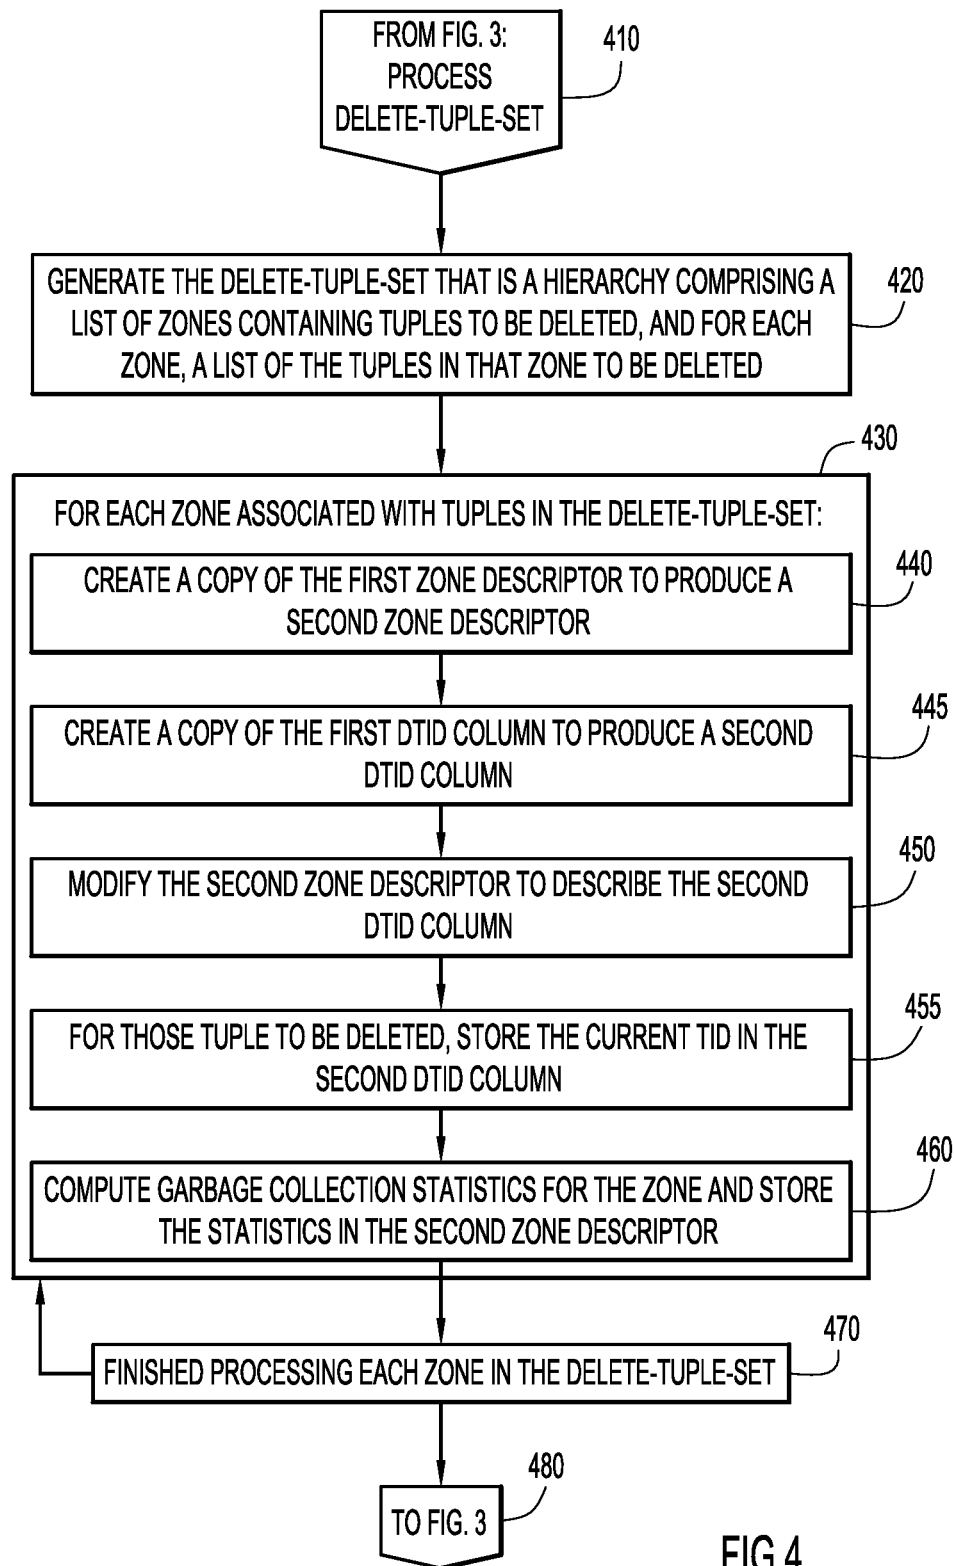 FROM FIG. 3:
PROCESS
DELETE-TUPLE-SET
410
GENERATE THE DELETE-TUPLE-SET THAT IS A HIERARCHY COMPRISING A
LIST OF ZONES CONTAINING TUPLES TO BE DELETED, AND FOR EACH
ZONE, A LIST OF THE TUPLES IN THAT ZONE TO BE DELETED
420
430
FOR EACH ZONE ASSOCIATED WITH TUPLES IN THE DELETE-TUPLE-SET:
CREATE A COPY OF THE FIRST ZONE DESCRIPTOR TO PRODUCE A
SECOND ZONE DESCRIPTOR
440
CREATE A COPY OF THE FIRST DTID COLUMN TO PRODUCE A SECOND
DTID COLUMN
445
MODIFY THE SECOND ZONE DESCRIPTOR TO DESCRIBE THE SECOND
DTID COLUMN
450
FOR THOSE TUPLE TO BE DELETED, STORE THE CURRENT TID IN THE
SECOND DTID COLUMN
455
COMPUTE GARBAGE COLLECTION STATISTICS FOR THE ZONE AND STORE
THE STATISTICS IN THE SECOND ZONE DESCRIPTOR
460
FINISHED PROCESSING EACH ZONE IN THE DELETE-TUPLE-SET
470
TO FIG. 3
480
FIG.4